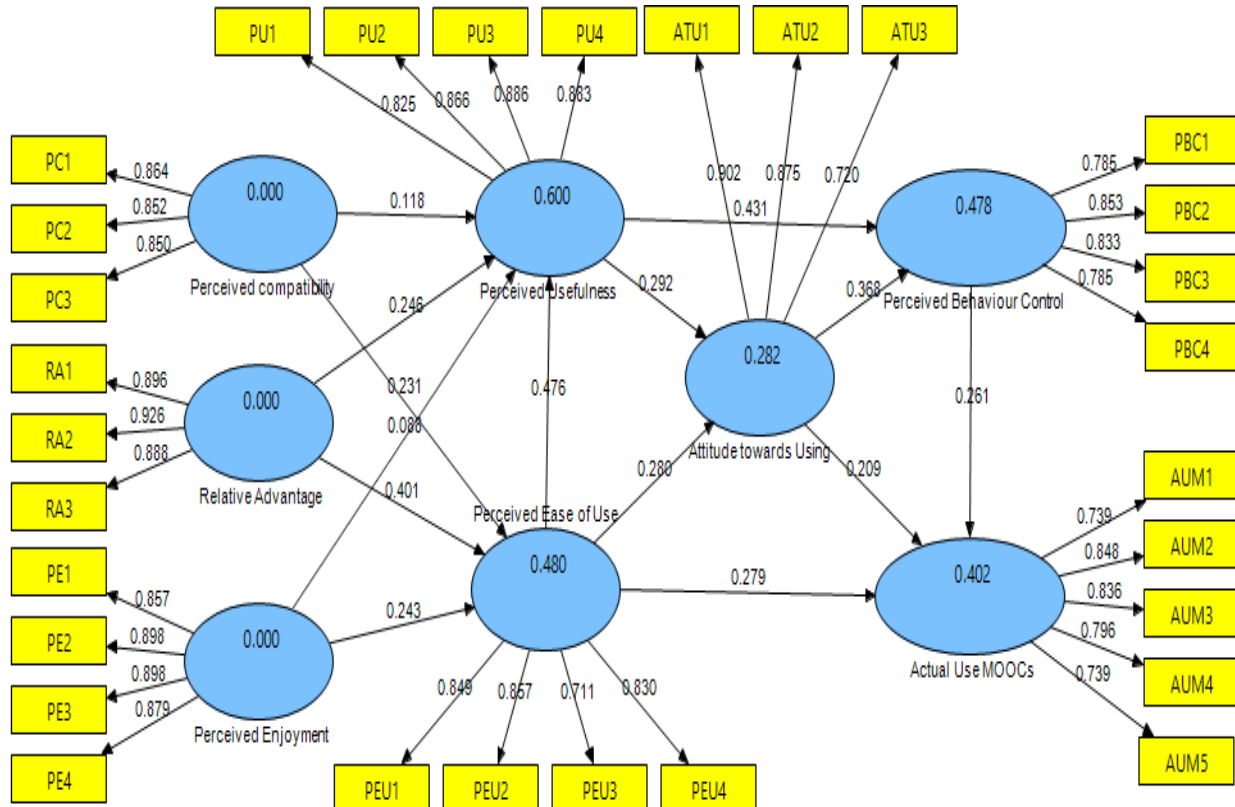 PU1
PU2
PU3
PU4
ATU1
ATU2
ATU3
0.825
0.866
0.886
0.883
0.902
0.875
0.720
PC1
PC2
PC3
0.864
0.852
0.850
0.000
Perceived compatibility
0.118
0.600
Perceived Usefulness
0.431
0.478
Perceived Behaviour Control
PBC1
PBC2
PBC3
PBC4
0.785
0.853
0.833
0.785
0.246
0.292
0.368
0.231
0.476
0.088
0.282
Attitude towards Using
0.261
RA1
RA2
RA3
0.896
0.926
0.888
0.000
Relative Advantage
0.401
0.280
0.209
Perceived Ease of Use
0.480
0.279
0.402
Actual Use MOOCs
AUM1
AUM2
AUM3
AUM4
AUM5
0.739
0.848
0.836
0.796
0.739
PE1
PE2
PE3
PE4
0.857
0.898
0.898
0.879
0.000
Perceived Enjoyment
0.243
0.849
0.857
0.711
0.830
PEU1
PEU2
PEU3
PEU4